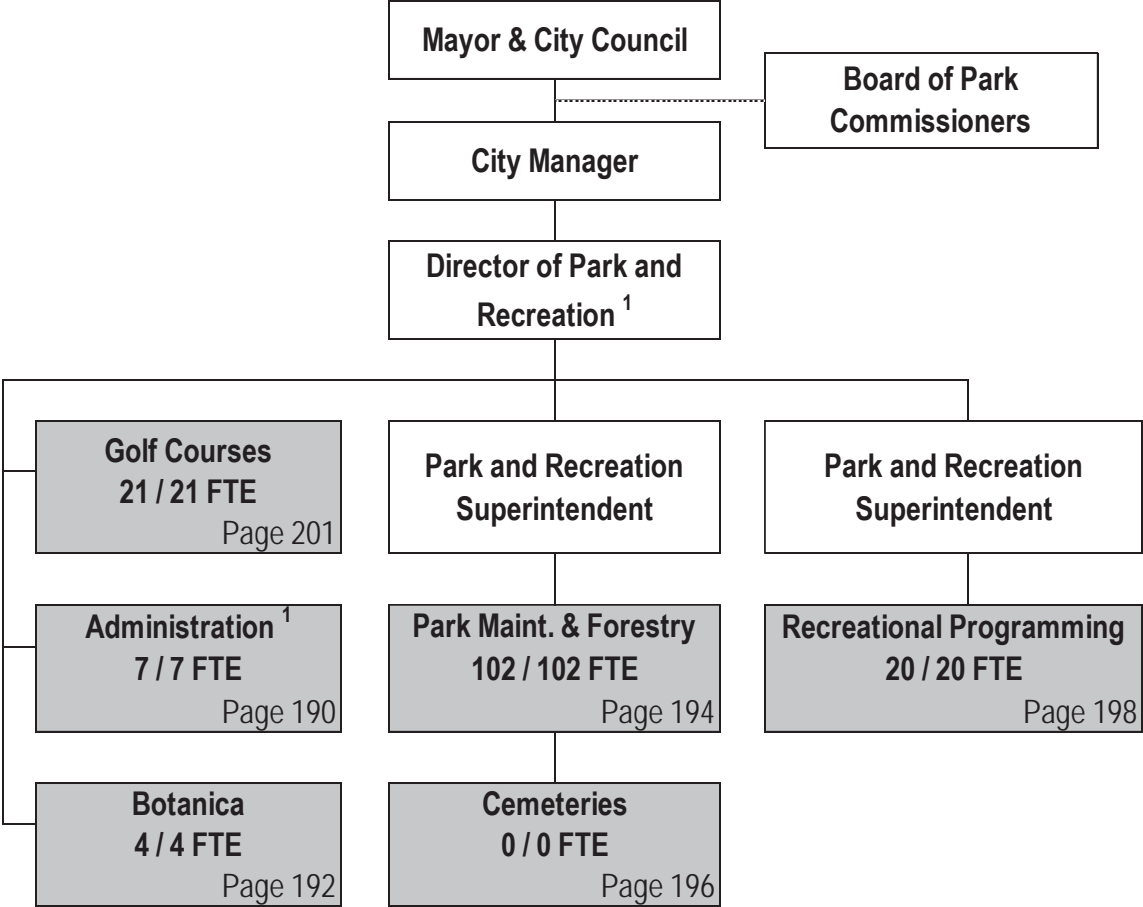 Mayor & City Council
Board of Park
Commissioners
City Manager
Director of Park and
Recreation 1
Golf Courses
21 / 21 FTE
Page 201
Park and Recreation
Superintendent
Park and Recreation
Superintendent
Administration 1
7 / 7 FTE
Page 190
Park Maint. & Forestry
102 / 102 FTE
Page 194
Recreational Programming
20 / 20 FTE
Page 198
Botanica
4 / 4 FTE
Page 192
Cemeteries
0 / 0 FTE
Page 196